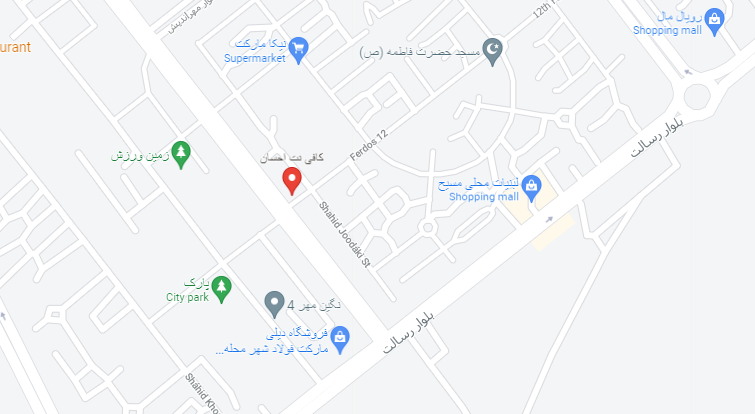 بلوار مهراندیش
12th
رویال مال
Shopping mall
urant
نیکا مارکت
Supermarket
مسجد حضرت فاطمه (ص)
بلوار رسالت
Ferdos 12
زمین ورزش
کافی نت احسان
لبنیات محلی مسیح
Shopping mall
Shahid Joodaki St
پارک
City park
نگین مهر 4
بلوار رسالت
فروشگاه دیلی
مارکت فولاد شهر محله...
Shahid Kho